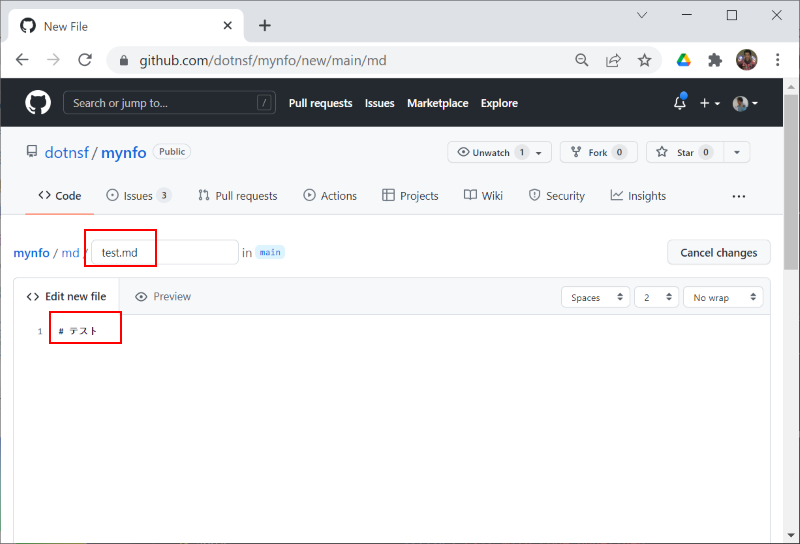 New File
github.com/dotnsf/mynfo/new/main/md
Search or jump to... / Pull requests Issues Marketplace Explore
dotnsf / mynfo Public Unwatch 1 Fork 0 Star 0
Code Issues 3 Pull requests Actions Projects Wiki Security Insights
mynfo / md / test.md in main Cancel changes
Edit new file Preview Spaces 2 No wrap
1 # テスト